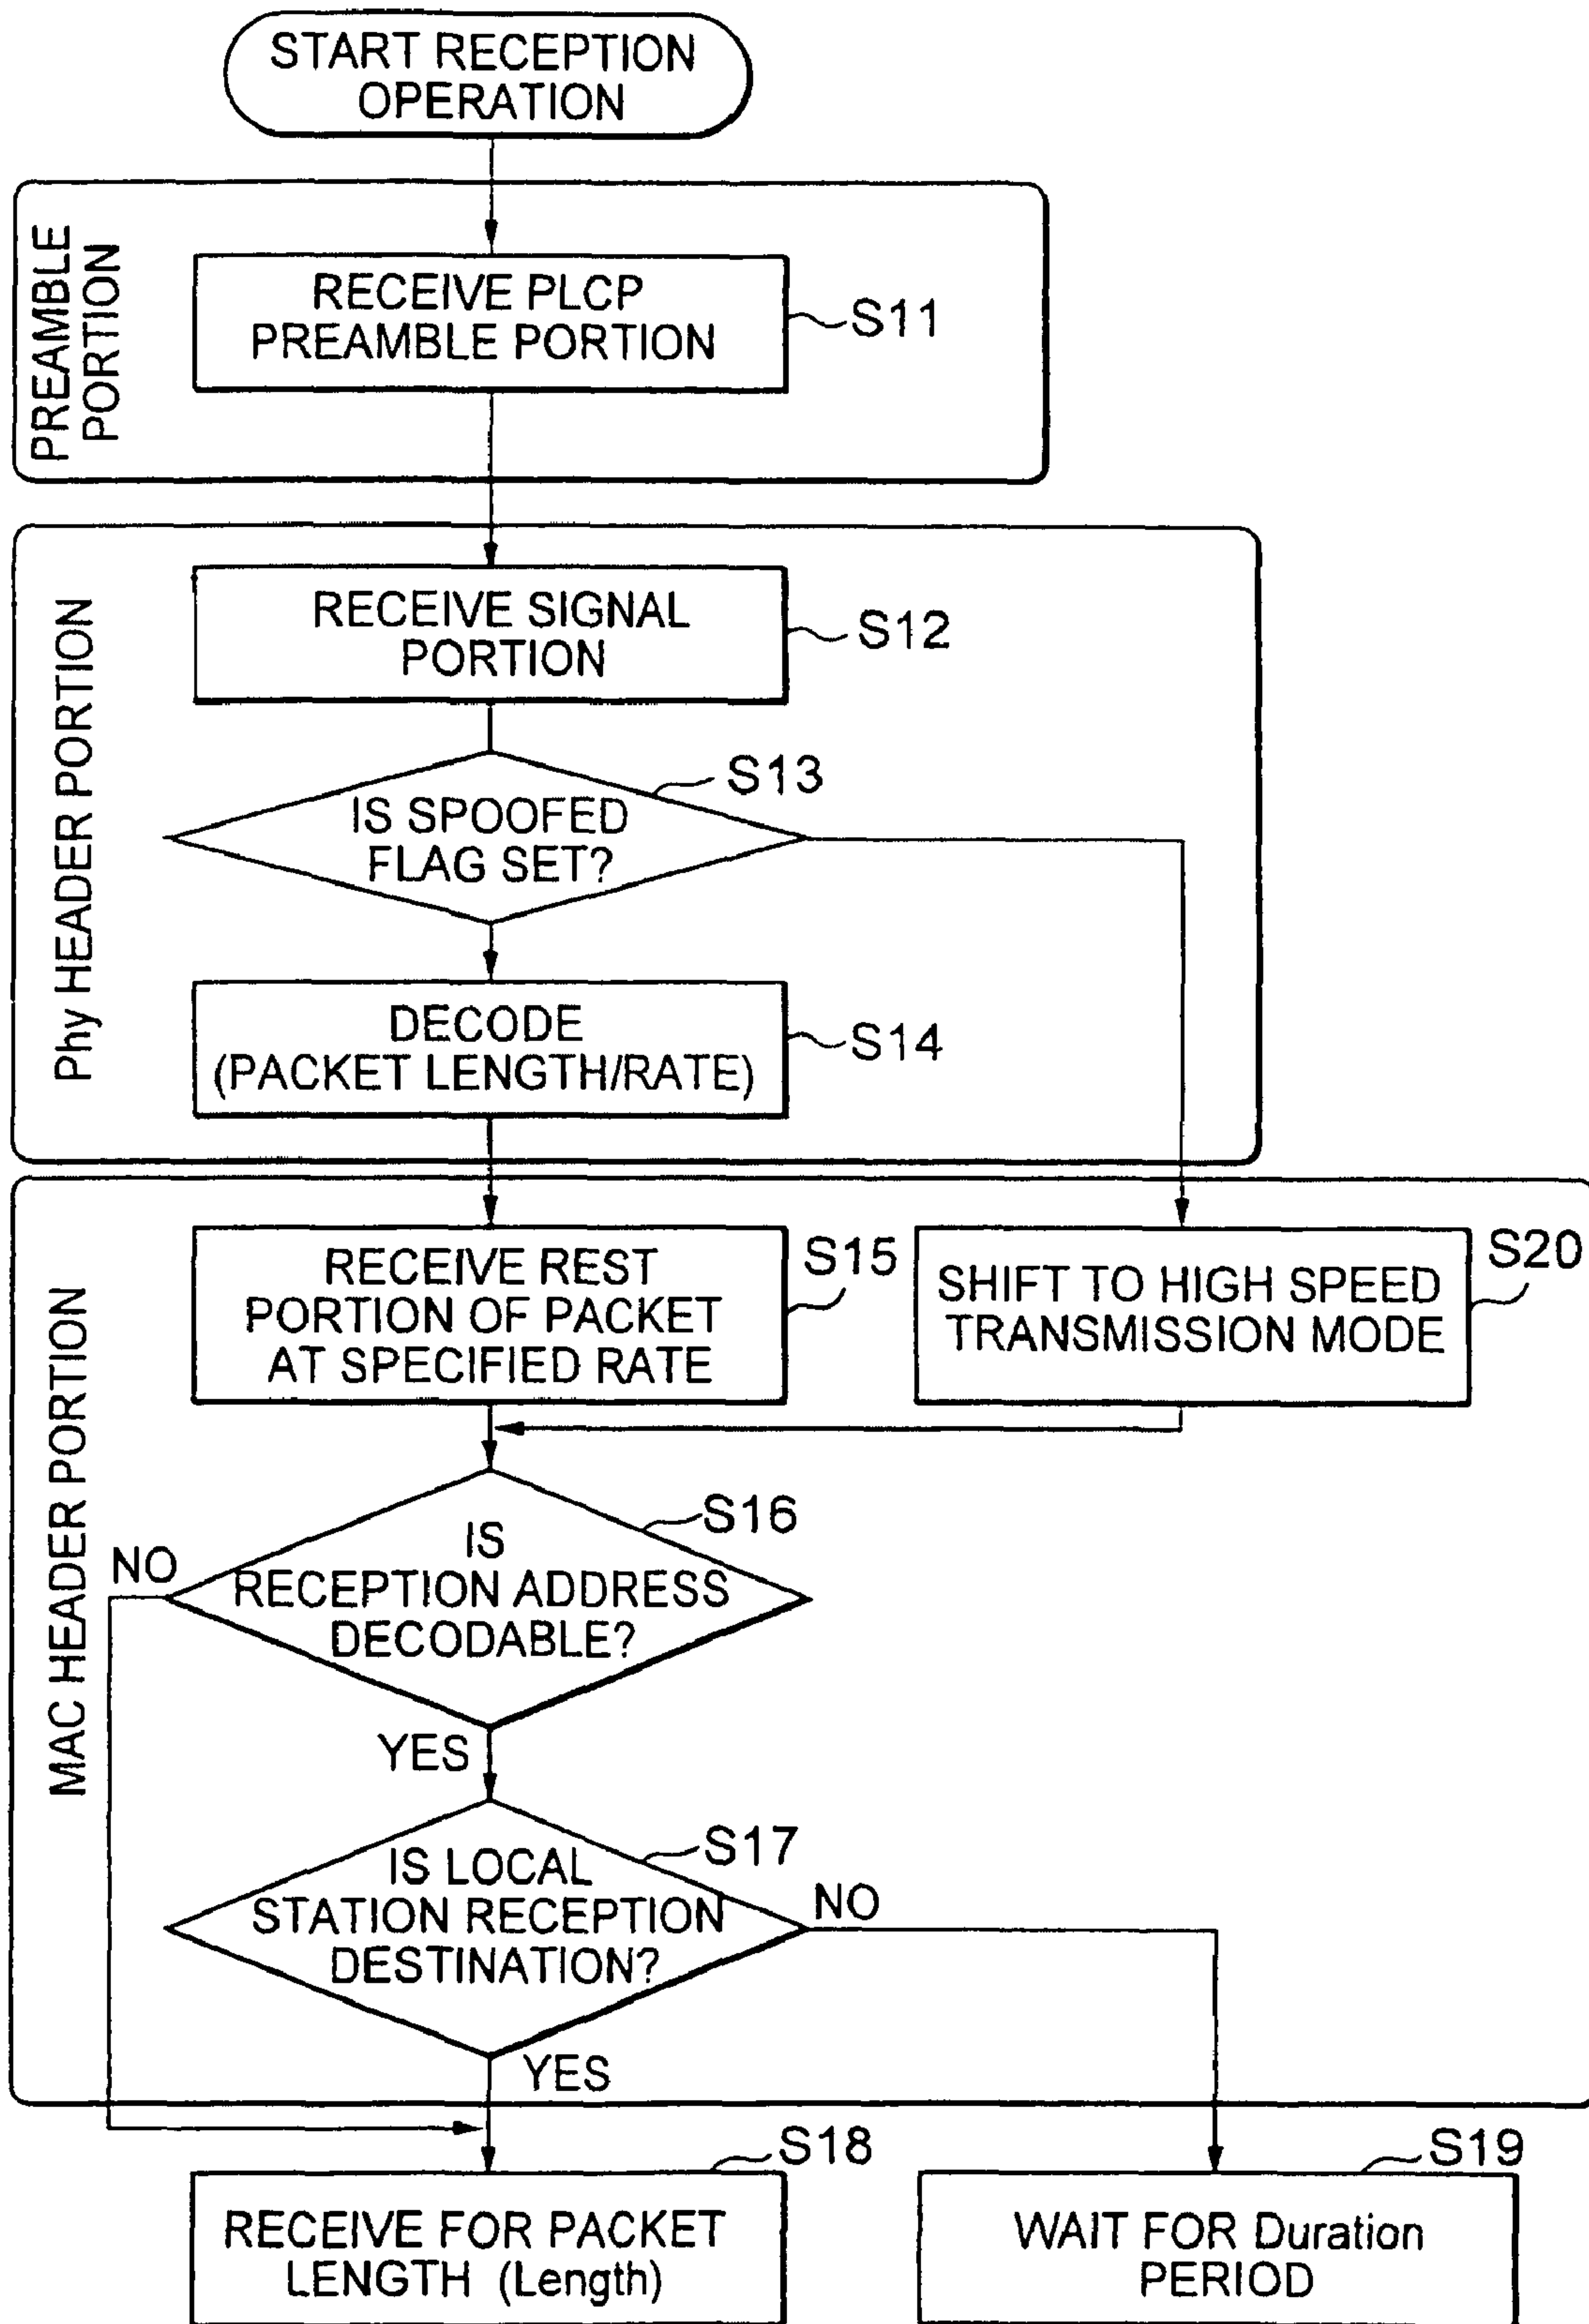 START RECEPTION
OPERATION
PREAMBLE
PORTION
RECEIVE PLCP
PREAMBLE PORTION
S11
Phy HEADER PORTION
RECEIVE SIGNAL
PORTION
S12
S13
IS SPOOFED
FLAG SET?
DECODE
(PACKET LENGTH/RATE)
S14
MAC HEADER PORTION
RECEIVE REST
PORTION OF PACKET
AT SPECIFIED RATE
S15
SHIFT TO HIGH SPEED
TRANSMISSION MODE
S20
S16
IS
RECEPTION ADDRESS
DECODABLE?
NO
YES
S17
IS LOCAL
STATION RECEPTION
DESTINATION?
NO
YES
S18
RECEIVE FOR PACKET
LENGTH (Length)
S19
WAIT FOR Duration
PERIOD